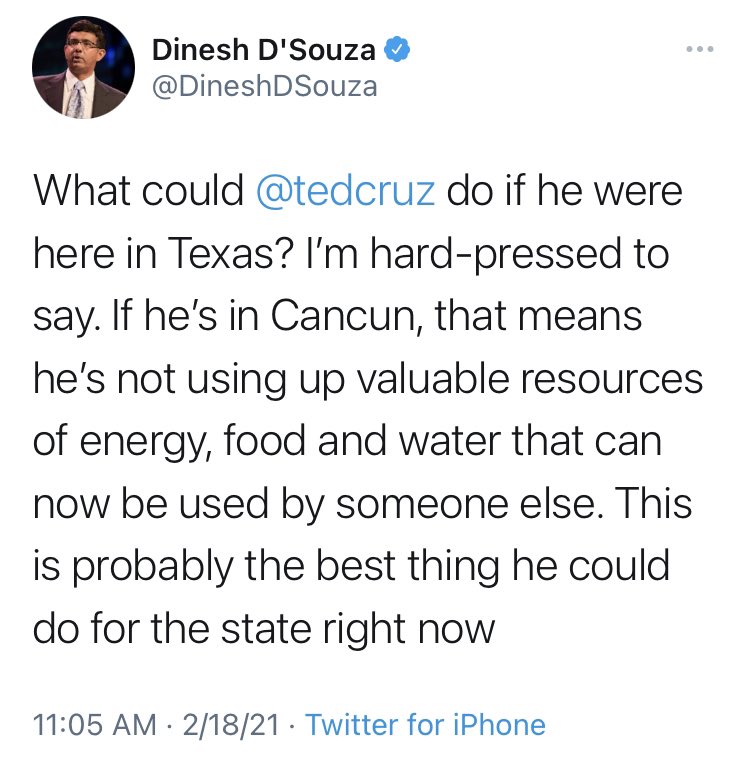 Dinesh D'Souza
@DineshDSouza
What could @tedcruz do if he were
here in Texas? I’m hard-pressed to
say. If he’s in Cancun, that means
he’s not using up valuable resources
of energy, food and water that can
now be used by someone else. This
is probably the best thing he could
do for the state right now
11:05 AM · 2/18/21 · Twitter for iPhone